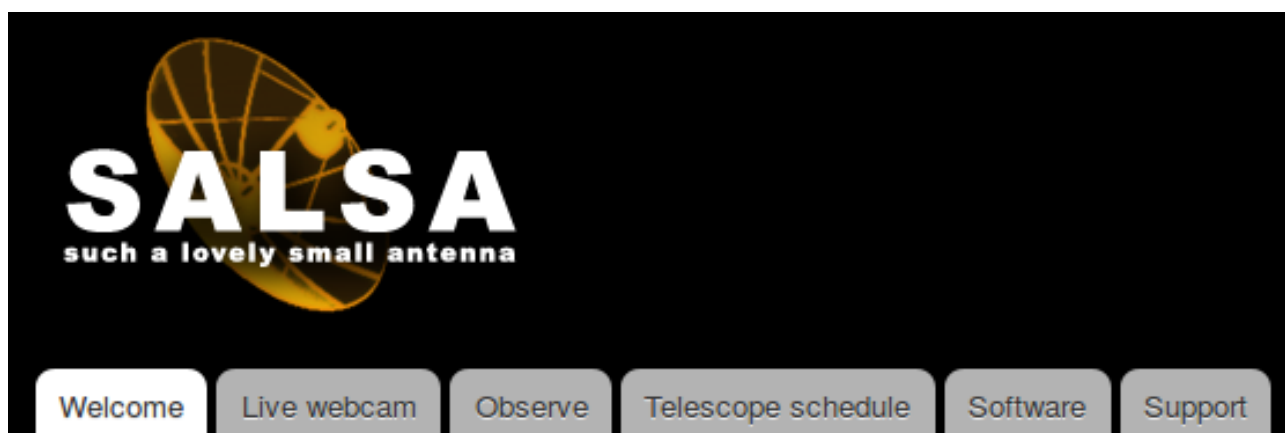 SALSA
such a lovely small antenna
Welcome Live webcam Observe Telescope schedule Software Support